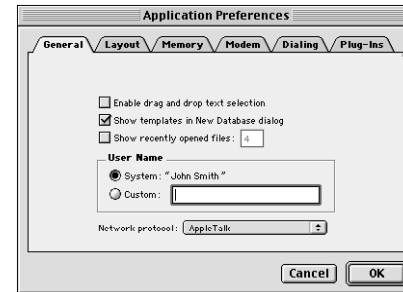 Application Preferences
General Layout Memory Modem Dialing Plug-Ins
Enable drag and drop text selection
Show templates in New Database dialog
Show recently opened files: 4
User Name
System: "John Smith"
Custom:
Network protocol: AppleTalk
Cancel OK